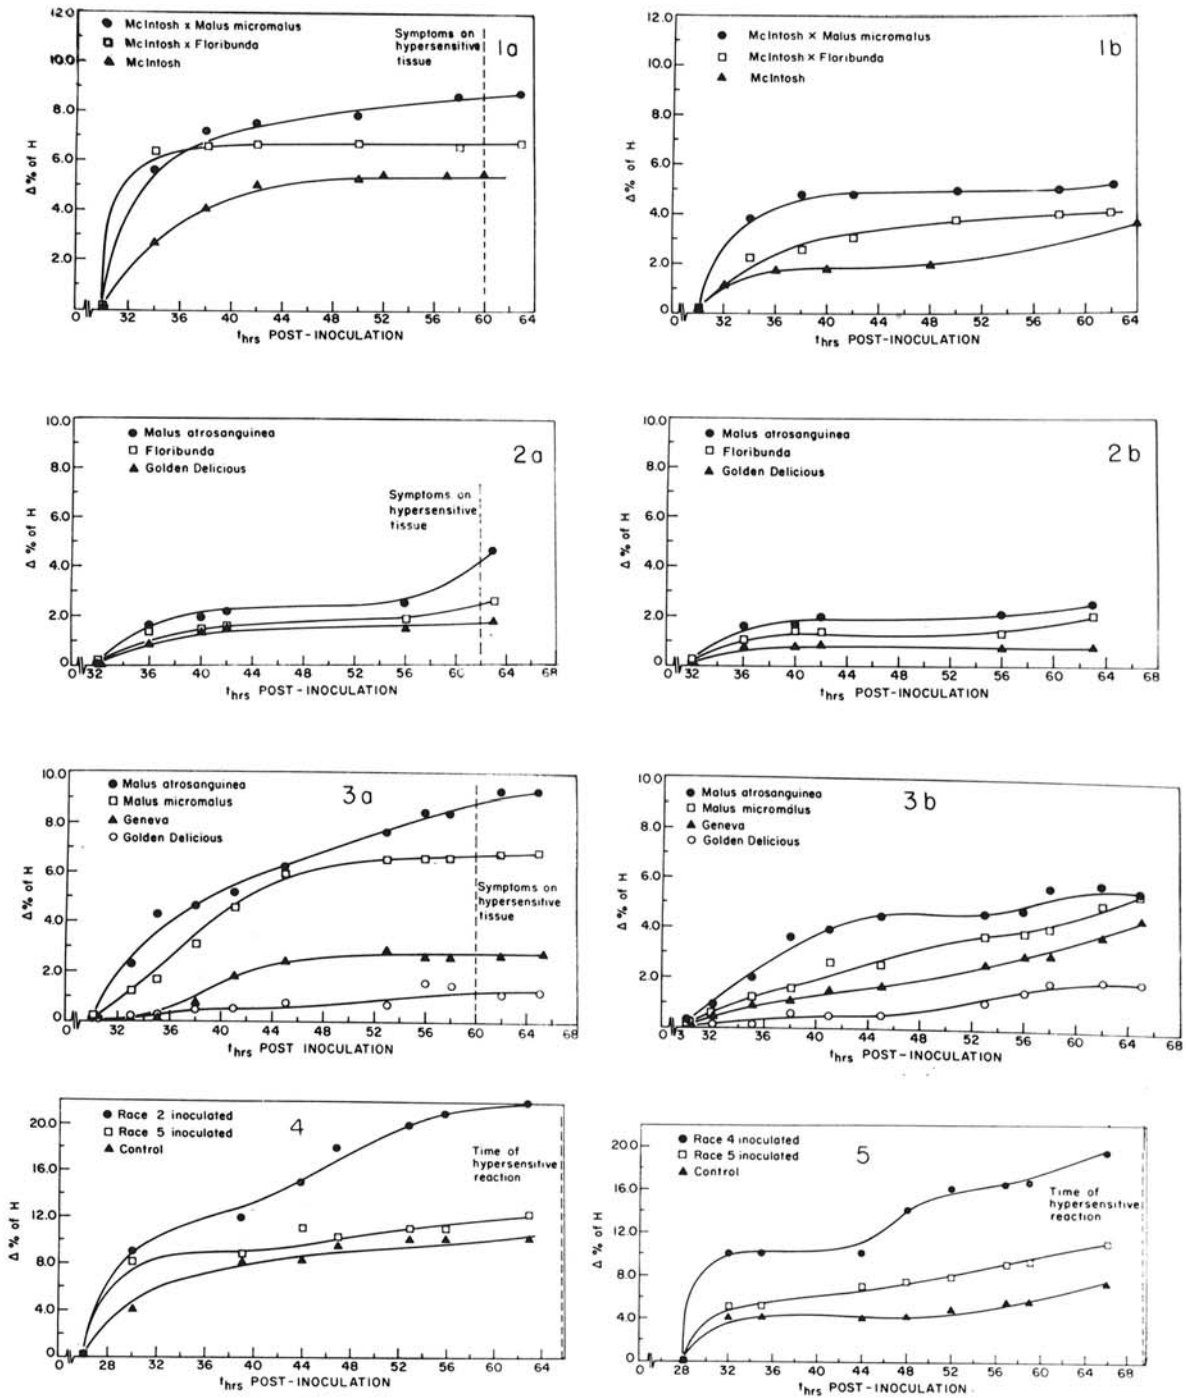 12.0
10.0
8.0
6.0
4.0
2.0
0
Δ % of H
McIntosh x Malus micromalus
McIntosh x Floribunda
McIntosh
Symptoms on
hypersensitive
tissue
1a
32 36 40 44 48 52 56 60 64
t hrs POST-INOCULATION
12.0
10.0
8.0
6.0
4.0
2.0
0
Δ % of H
McIntosh × Malus micromalus
McIntosh × Floribunda
McIntosh
1b
28 32 36 40 44 48 52 56 60 64
t hrs POST-INOCULATION
10.0
8.0
6.0
4.0
2.0
0
Δ % of H
Malus atrosanguinea
Floribunda
Golden Delicious
2a
Symptoms on
hypersensitive
tissue
32 36 40 44 48 52 56 60 64 68
t hrs POST-INOCULATION
10.0
8.0
6.0
4.0
2.0
0
Δ % of H
Malus atrosanguinea
Floribunda
Golden Delicious
2b
32 36 40 44 48 52 56 60 64 68
t hrs POST-INOCULATION
10.0
8.0
6.0
4.0
2.0
0
Δ % of H
Malus atrosanguinea
Malus micromalus
Geneva
Golden Delicious
3a
Symptoms on
hypersensitive
tissue
32 36 40 44 48 52 56 60 64 68
t hrs POST INOCULATION
10.0
8.0
6.0
4.0
2.0
0
Δ % of H
Malus atrosanguinea
Malus micromalus
Geneva
Golden Delicious
3b
32 36 40 44 48 52 56 60 64 68
t hrs POST-INOCULATION
20.0
16.0
12.0
8.0
4.0
0
Δ % of H
Race 2 inoculated
Race 5 inoculated
Control
4
Time of
hypersensitive
reaction
0 28 32 36 40 44 48 52 56 60 64
t hrs POST-INOCULATION
20.0
16.0
12.0
8.0
4.0
0
Δ % of H
Race 4 inoculated
Race 5 inoculated
Control
5
Time of
hypersensitive
reaction
0 24 28 32 36 40 44 48 52 56 60 64 68
t hrs POST-INOCULATION